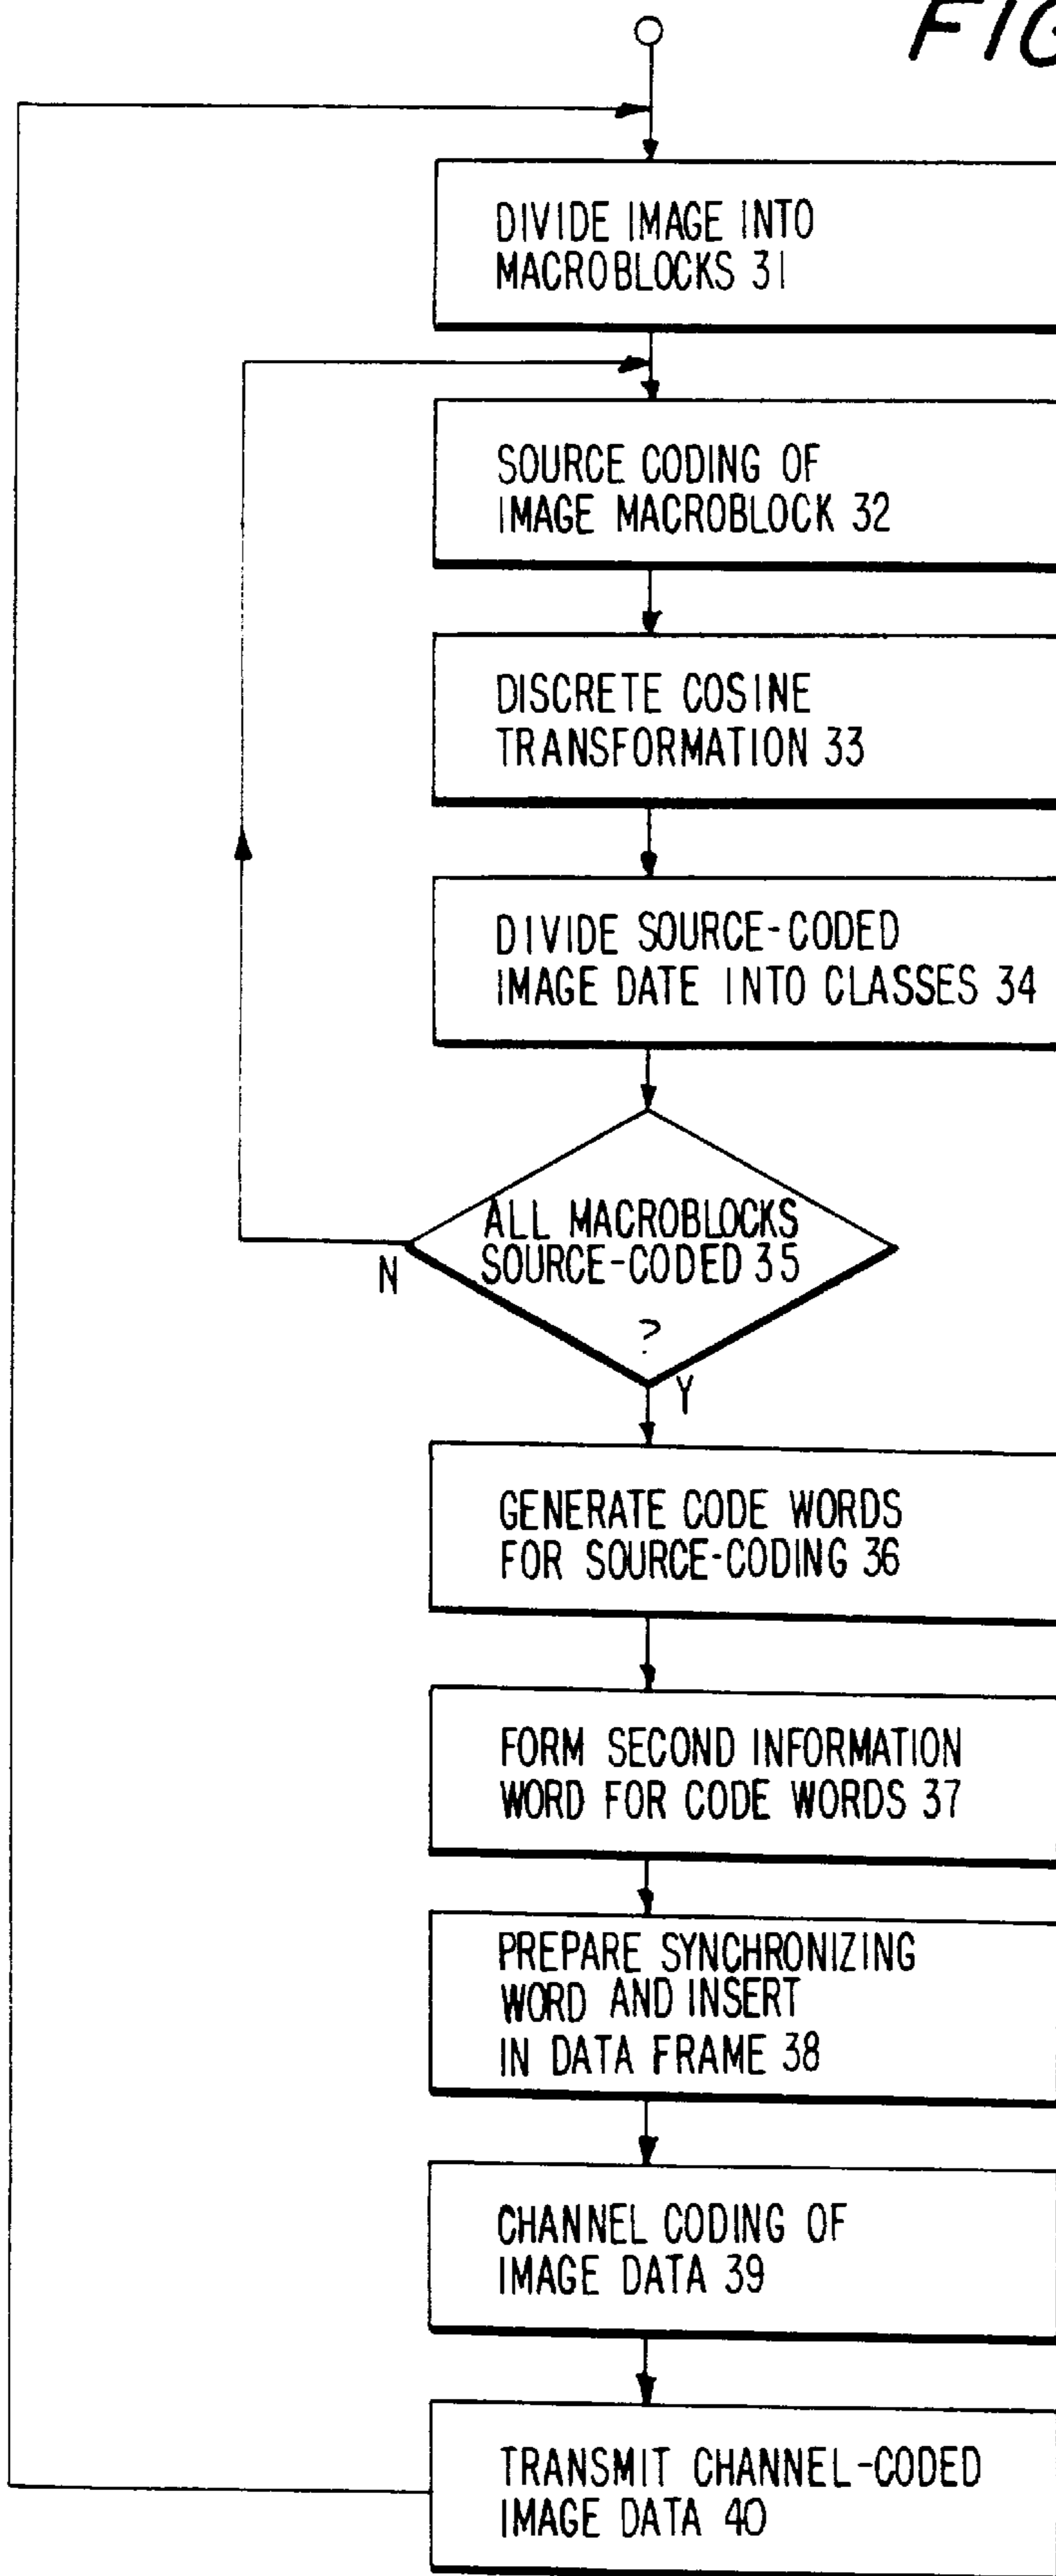 FIG
DIVIDE IMAGE INTO
MACROBLOCKS 31
SOURCE CODING OF
IMAGE MACROBLOCK 32
DISCRETE COSINE
TRANSFORMATION 33
DIVIDE SOURCE-CODED
IMAGE DATE INTO CLASSES 34
ALL MACROBLOCKS
SOURCE-CODED 35
?
N
Y
GENERATE CODE WORDS
FOR SOURCE-CODING 36
FORM SECOND INFORMATION
WORD FOR CODE WORDS 37
PREPARE SYNCHRONIZING
WORD AND INSERT
IN DATA FRAME 38
CHANNEL CODING OF
IMAGE DATA 39
TRANSMIT CHANNEL-CODED
IMAGE DATA 40